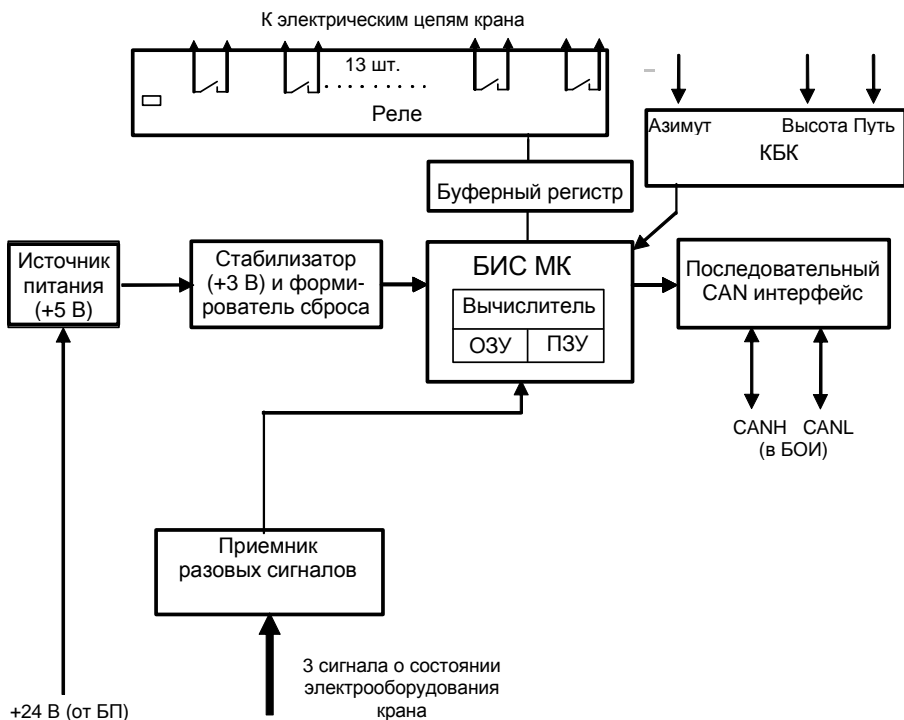 К электрическим цепям крана
13 шт.
Реле
Азимут
Высота Путь
КБК
Буферный регистр
Источник
питания
(+5 В)
Стабилизатор
(+3 В) и форми-
рователь сброса
БИС МК
Вычислитель
ОЗУ
ПЗУ
Последовательный
CAN интерфейс
CANH CANL
(в БОИ)
Приемник
разовых сигналов
3 сигнала о состоянии
электрооборудования
крана
+24 В (от БП)